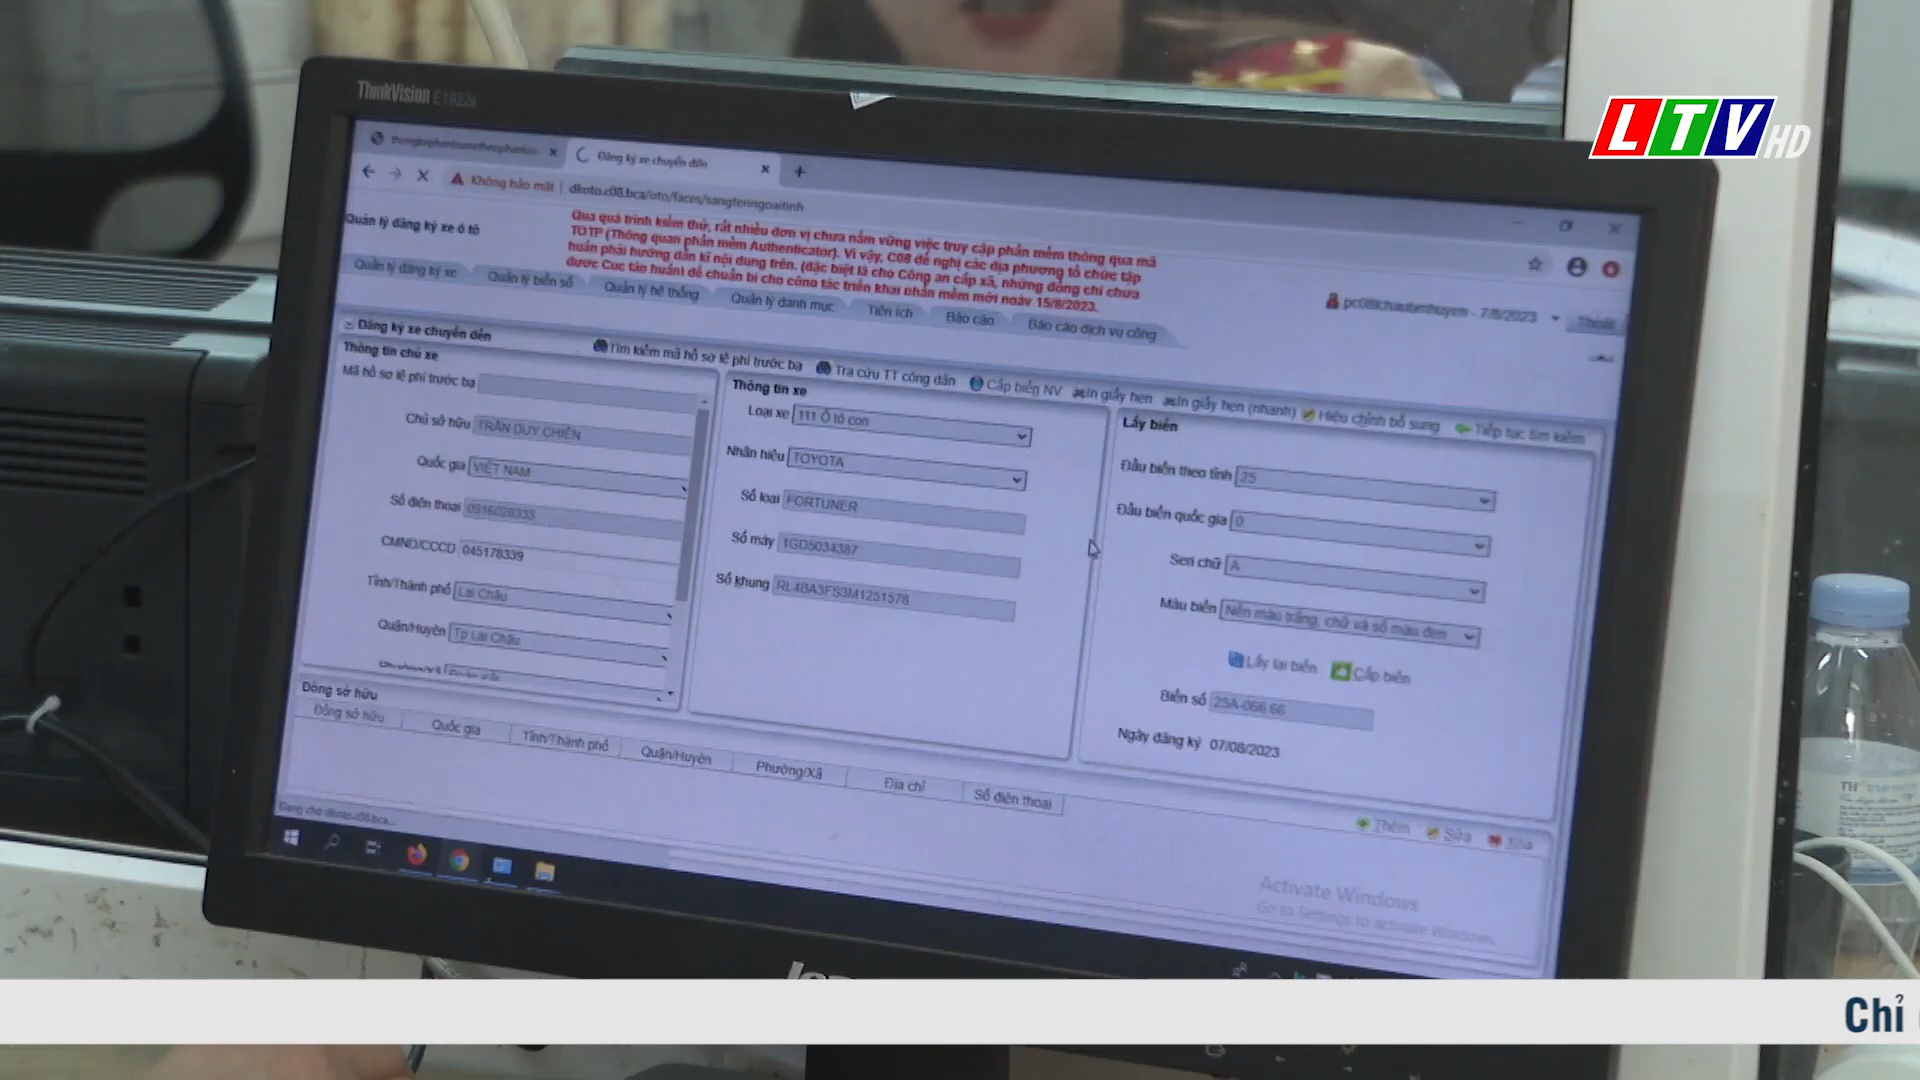 LTV HD
ThinkVision E1922s
Đăng ký xe chuyển đến
Không bảo mật | dkoto.c08.bca/oto/faces/sangtenngoaitinh
Quản lý đăng ký xe ô tô
Qua quá trình kiểm thử, rất nhiều đơn vị chưa nắm vững việc truy cập phần mềm thông qua mã
TOTP (Thông quan phần mềm Authenticator). Vì vậy, C08 đề nghị các địa phương tổ chức tập
huấn phải hướng dẫn kĩ nội dung trên. (đặc biệt là cho Công an cấp xã, những đồng chí chưa
được Cục tập huấn) để chuẩn bị cho công tác triển khai phần mềm mới ngày 15/8/2023.
- 7/8/2023 Thoát
Quản lý đăng ký xe Quản lý biển số Quản lý hệ thống Quản lý danh mục Tiện ích Báo cáo Báo cáo dịch vụ công
Đăng ký xe chuyển đến
Tìm kiếm mã hồ sơ lệ phí trước bạ Tra cứu TT công dân Cấp biển NV In giấy hẹn In giấy hẹn (nhanh) Hiệu chỉnh bổ sung Tiếp tục tìm kiếm
Thông tin chủ xe
Mã hồ sơ lệ phí trước bạ
Chủ sở hữu TRẦN DUY CHIẾN
Quốc gia VIỆT NAM
Số điện thoại 0916028333
CMND/CCCD 045178339
Tỉnh/Thành phố Lai Châu
Quận/Huyện Tp Lai Châu
Thông tin xe
Loại xe 111 Ô tô con
Nhãn hiệu TOYOTA
Số loại FORTUNER
Số máy 1GD5034387
Số khung RL4BA3FS3M1251578
Lấy biển
Đầu biển theo tỉnh 25
Đầu biển quốc gia 0
Seri chữ A
Màu biển Nền màu trắng, chữ và số màu đen
Lấy lại biển Cấp biển
Biển số 25A-066.66
Ngày đăng ký 07/08/2023
Đồng sở hữu
Đồng sở hữu Quốc gia Tỉnh/Thành phố Quận/Huyện Phường/Xã Địa chỉ Số điện thoại
Thêm Sửa Xóa
Đang chờ dkoto.c08.bca...
Activate Windows
Go to Settings to activate Windows.
TH
Chỉ